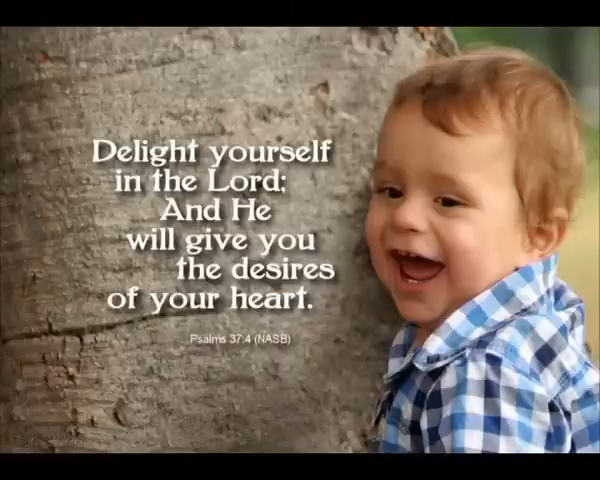 Delight yourself
in the Lord;
And He
will give you
the desires
of your heart.
Psalms 37:4 (NASB)